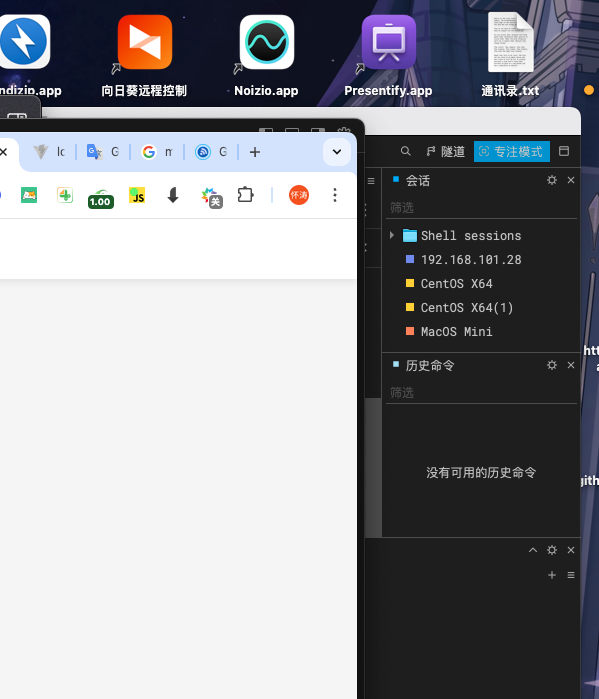 ndizip.app
向日葵远程控制
Noizio.app
Presentify.app
通讯录.txt
lc
G
n
G
隧道
专注模式
1.00
JS
关
怀涛
会话
筛选
Shell sessions
192.168.101.28
CentOS X64
CentOS X64(1)
MacOS Mini
历史命令
筛选
没有可用的历史命令
htt
a
gith